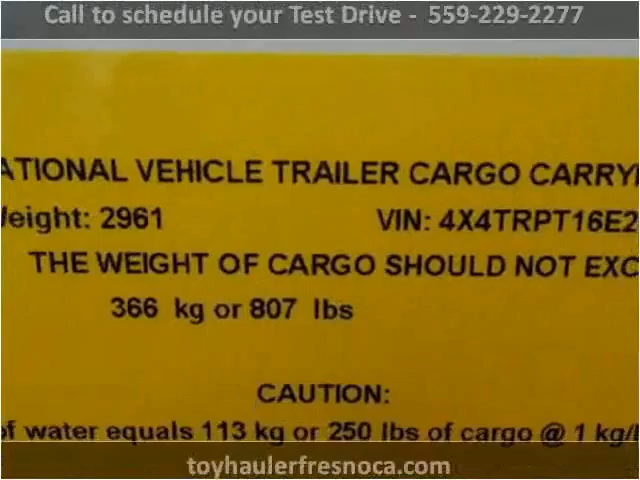 Call to schedule your Test Drive - 559-229-2277
ATIONAL VEHICLE TRAILER CARGO CARRY
eight: 2961 VIN: 4X4TRPT16E2
THE WEIGHT OF CARGO SHOULD NOT EXC
366 kg or 807 lbs
CAUTION:
of water equals 113 kg or 250 lbs of cargo @ 1 kg/
toyhaulerfresnoca.com